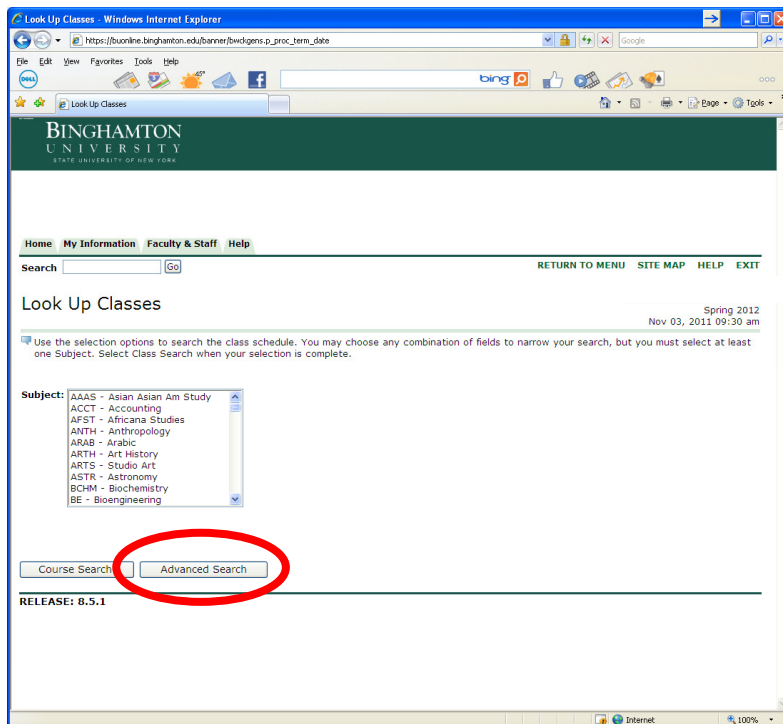 Look Up Classes - Windows Internet Explorer
https://buonline.binghamton.edu/banner/bwckgens.p_proc_term_date
Google
File Edit View Favorites Tools Help
DELL
65°
bing
Look Up Classes
Page Tools
BINGHAMTON
UNIVERSITY
STATE UNIVERSITY OF NEW YORK
Home My Information Faculty & Staff Help
Search Go
RETURN TO MENU SITE MAP HELP EXIT
Look Up Classes
Spring 2012
Nov 03, 2011 09:30 am
Use the selection options to search the class schedule. You may choose any combination of fields to narrow your search, but you must select at least
one Subject. Select Class Search when your selection is complete.
Subject: AAAS - Asian Asian Am Study
ACCT - Accounting
AFST - Africana Studies
ANTH - Anthropology
ARAB - Arabic
ARTH - Art History
ARTS - Studio Art
ASTR - Astronomy
BCHM - Biochemistry
BE - Bioengineering
Course Search Advanced Search
RELEASE: 8.5.1
Internet 100%